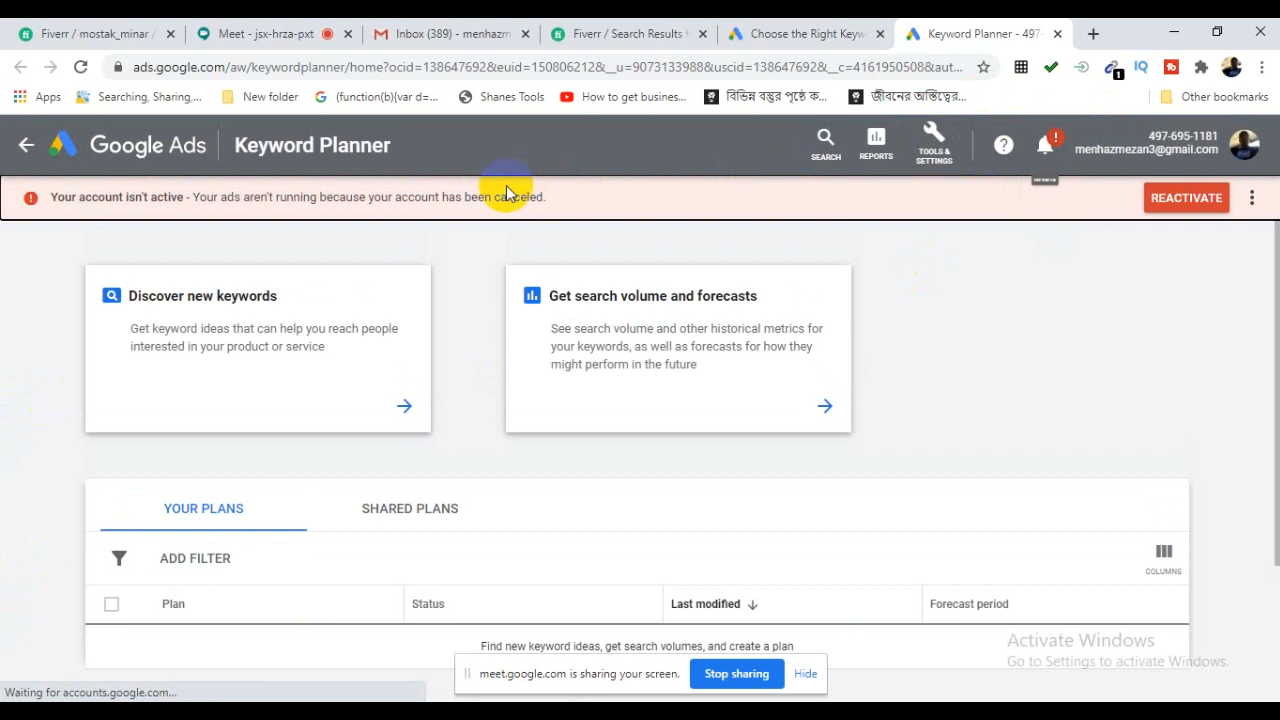 Fiverr / mostak_minar /
Meet - jsx-hrza-pxt
Inbox (389) - menhazm
Fiverr / Search Results f
Choose the Right Keyw
Keyword Planner - 497-
ads.google.com/aw/keywordplanner/home?ocid=138647692&euid=150806212&__u=9073133988&uscid=138647692&__c=4161950508&aut...
Apps
Searching, Sharing,...
New folder
(function(b){var d=...
Shanes Tools
How to get busines...
বিভিন্ন বস্তুর পৃষ্ঠে ক...
জীবনের অস্তিত্বের...
Other bookmarks
Google Ads
Keyword Planner
SEARCH
REPORTS
TOOLS &
SETTINGS
497-695-1181
menhazmezan3@gmail.com
Your account isn't active - Your ads aren't running because your account has been canceled.
REACTIVATE
Discover new keywords
Get keyword ideas that can help you reach people
interested in your product or service
Get search volume and forecasts
See search volume and other historical metrics for
your keywords, as well as forecasts for how they
might perform in the future
YOUR PLANS
SHARED PLANS
ADD FILTER
COLUMNS
Plan
Status
Last modified
Forecast period
Find new keyword ideas, get search volumes, and create a plan
Activate Windows
Go to Settings to activate Windows.
meet.google.com is sharing your screen.
Stop sharing
Hide
Waiting for accounts.google.com...